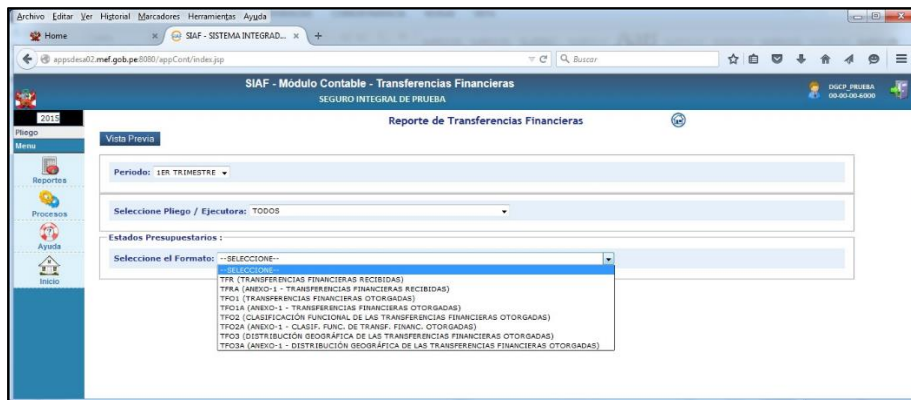 Archivo Editar Ver Historial Marcadores Herramientas Ayuda
Home × SIAF - SISTEMA INTEGRAD... × +
appsdesa02.mef.gob.pe:8080/appCont/index.jsp Buscar
SIAF - Módulo Contable - Transferencias Financieras
SEGURO INTEGRAL DE PRUEBA
DGCP_PRUEBA
00-00-00-6000
2015
Pliego
Menu
Reportes
Procesos
Ayuda
Inicio
Reporte de Transferencias Financieras
Vista Previa
Periodo: 1ER TRIMESTRE
Seleccione Pliego / Ejecutora: TODOS
Estados Presupuestarios :
Seleccione el Formato: --SELECCIONE--
--SELECCIONE--
TFR (TRANSFERENCIAS FINANCIERAS RECIBIDAS)
TFRA (ANEXO-1 - TRANSFERENCIAS FINANCIERAS RECIBIDAS)
TFO1 (TRANSFERENCIAS FINANCIERAS OTORGADAS)
TFO1A (ANEXO-1 - TRANSFERENCIAS FINANCIERAS OTORGADAS)
TFO2 (CLASIFICACIÓN FUNCIONAL DE LAS TRANSFERENCIAS FINANCIERAS OTORGADAS)
TFO2A (ANEXO-1 - CLASIF. FUNC. DE TRANSF. FINANC. OTORGADAS)
TFO3 (DISTRIBUCIÓN GEOGRÁFICA DE LAS TRANSFERENCIAS FINANCIERAS OTORGADAS)
TFO3A (ANEXO-1 - DISTRIBUCIÓN GEOGRÁFICA DE LAS TRANSFERENCIAS FINANCIERAS OTORGADAS)